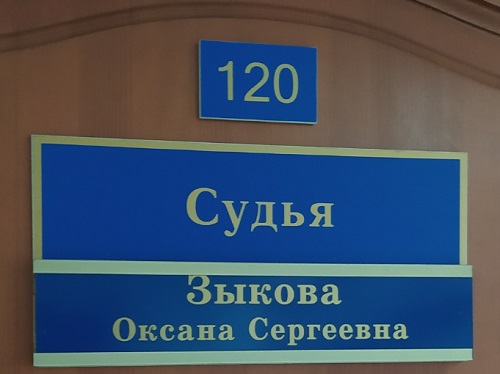 120
Судья
Зыкова
Оксана Сергеевна